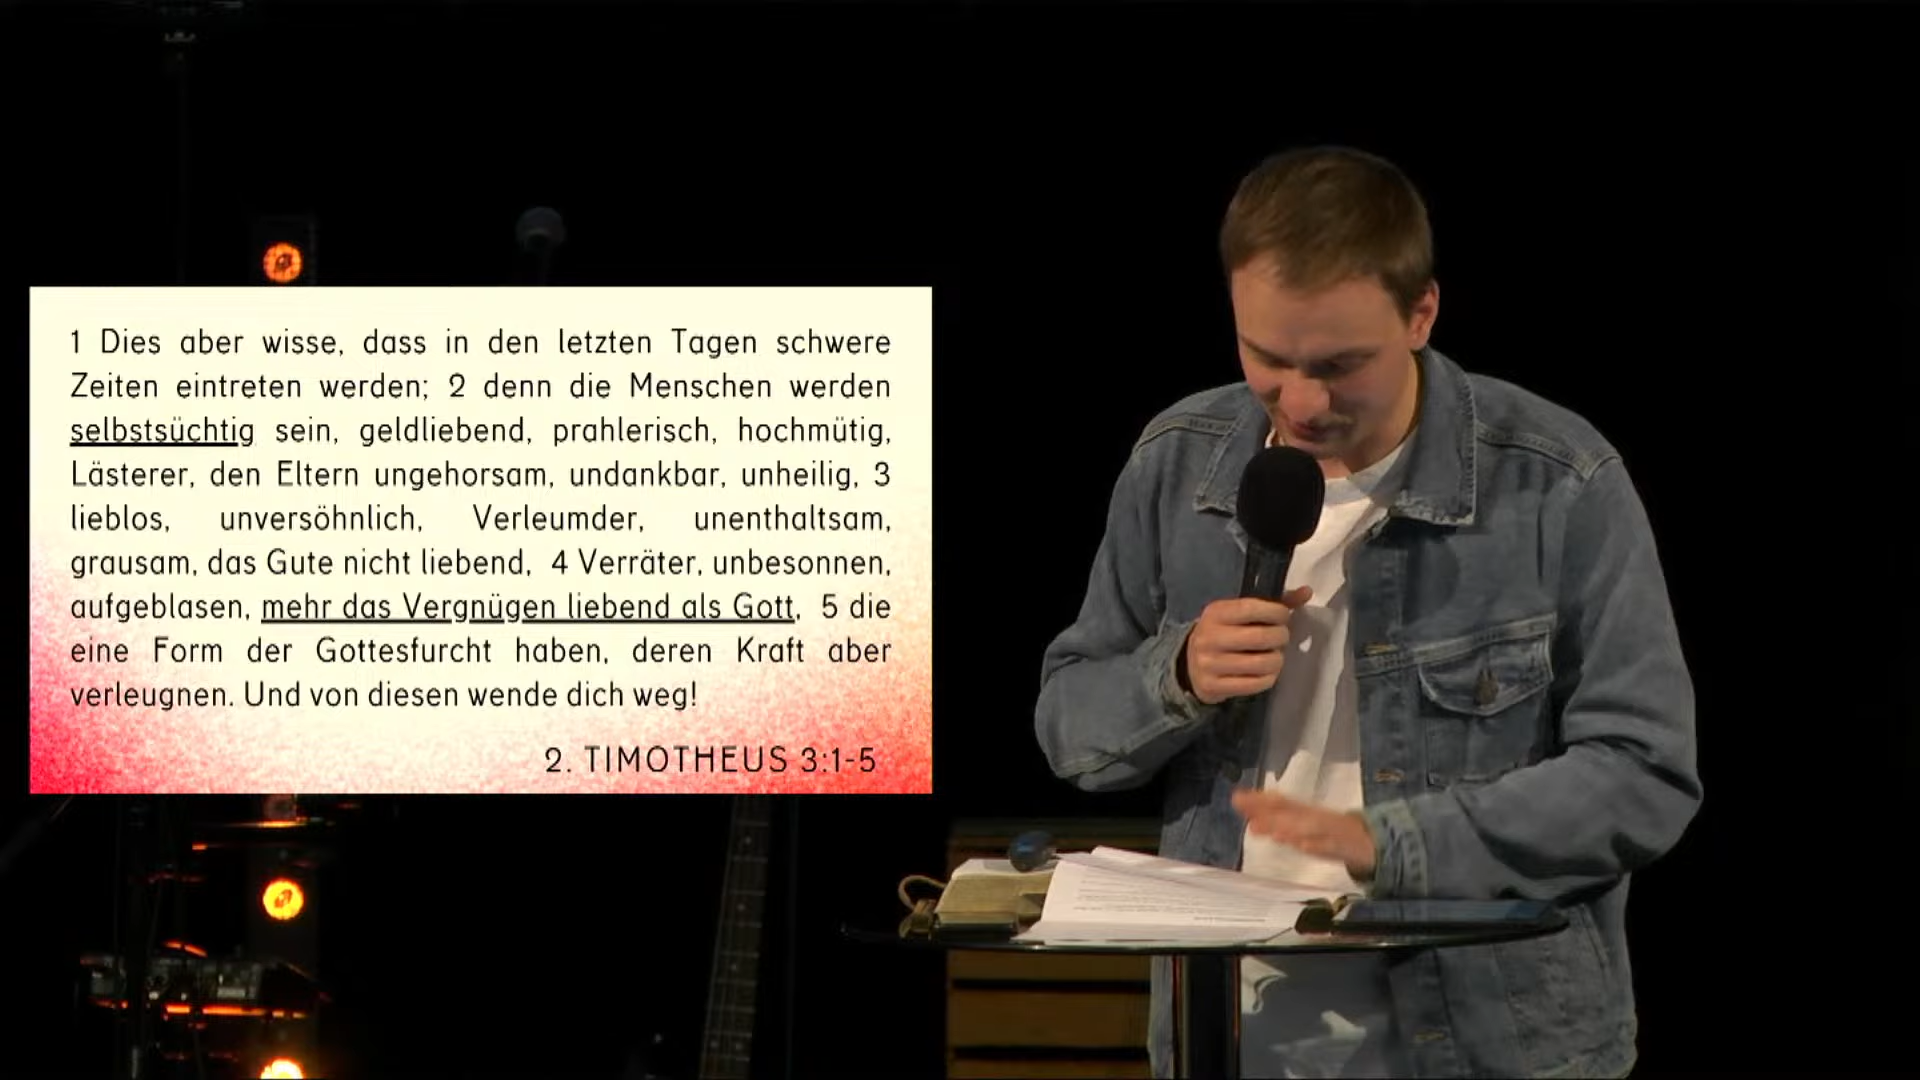 1 Dies aber wisse, dass in den letzten Tagen schwere
Zeiten eintreten werden; 2 denn die Menschen werden
selbstsüchtig sein, geldliebend, prahlerisch, hochmütig,
Lästerer, den Eltern ungehorsam, undankbar, unheilig, 3
lieblos, unversöhnlich, Verleumder, unenthaltsam,
grausam, das Gute nicht liebend, 4 Verräter, unbesonnen,
aufgeblasen, mehr das Vergnügen liebend als Gott, 5 die
eine Form der Gottesfurcht haben, deren Kraft aber
verleugnen. Und von diesen wende dich weg!
2. TIMOTHEUS 3:1-5